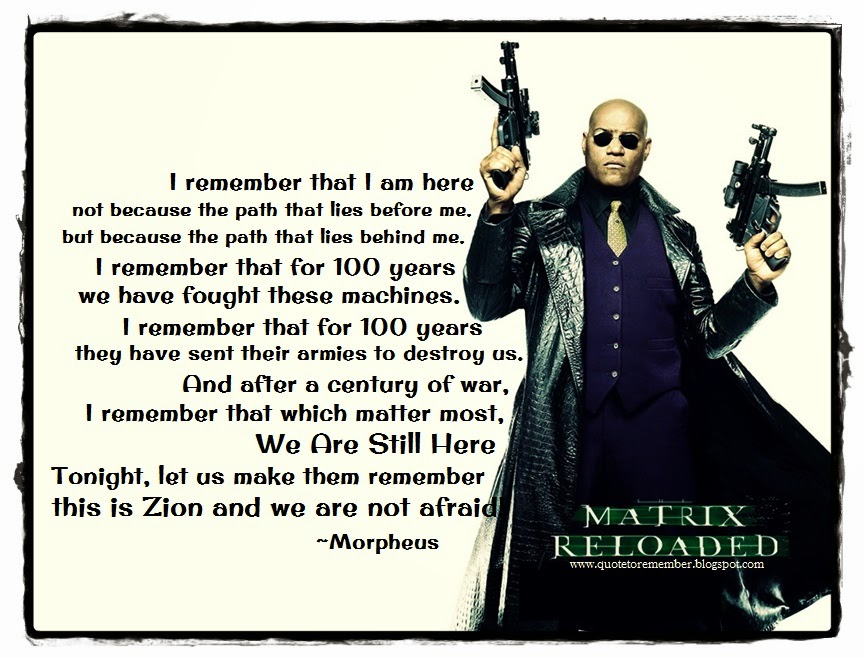 I remember that I am here
not because the path that lies before me.
but because the path that lies behind me.
I remember that for 100 years
we have fought these machines.
I remember that for 100 years
they have sent their armies to destroy us.
And after a century of war,
I remember that which matter most,
We Are Still Here
Tonight, let us make them remember
this is Zion and we are not afraid!
~Morpheus
THE
MATRIX
RELOADED
www.quotetoremember.blogspot.com